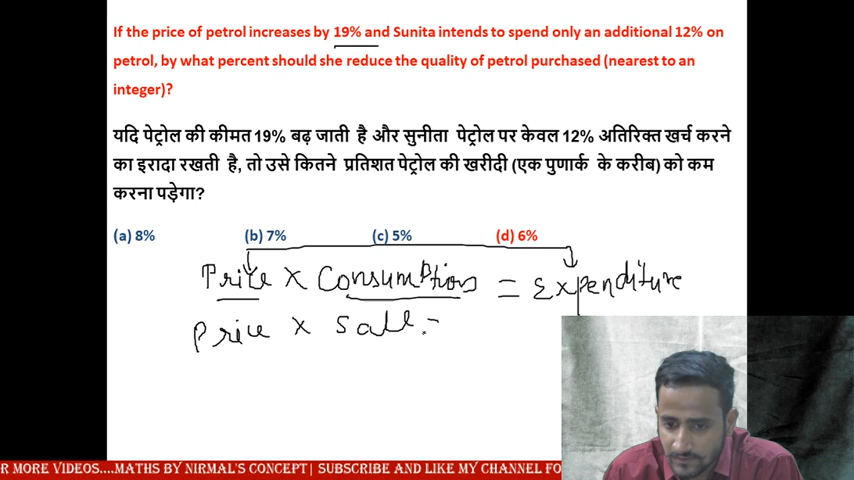 If the price of petrol increases by 19% and Sunita intends to spend only an additional 12% on
petrol, by what percent should she reduce the quality of petrol purchased (nearest to an
integer)?
यदि पेट्रोल की कीमत 19% बढ़ जाती है और सुनीता पेट्रोल पर केवल 12% अतिरिक्त खर्च करने
का इरादा रखती है, तो उसे कितने प्रतिशत पेट्रोल की खरीदी (एक पुणार्क के करीब) को कम
करना पड़ेगा?
(a) 8% (b) 7% (c) 5% (d) 6%
Price × Consumption = Expenditure
Price × Sale =
R MORE VIDEOS....MATHS BY NIRMAL'S CONCEPT| SUBSCRIBE AND LIKE MY CHANNEL FO